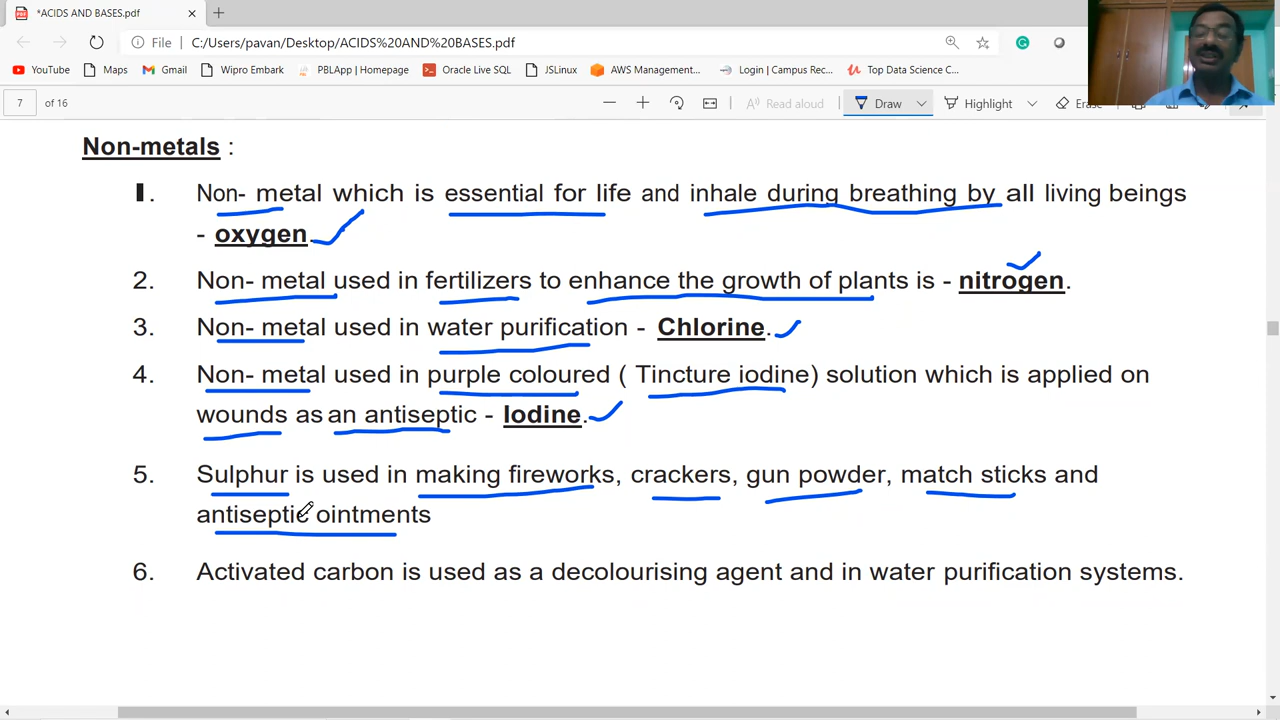 *ACIDS AND BASES.pdf
File C:/Users/pavan/Desktop/ACIDS%20AND%20BASES.pdf
YouTube Maps Gmail Wipro Embark PBLApp | Homepage Oracle Live SQL JSLinux AWS Management... Login | Campus Rec... Top Data Science C...
7 of 16 Read aloud Draw Highlight Erase
Non-metals :
1. Non- metal which is essential for life and inhale during breathing by all living beings
- oxygen.
2. Non- metal used in fertilizers to enhance the growth of plants is - nitrogen.
3. Non- metal used in water purification - Chlorine.
4. Non- metal used in purple coloured ( Tincture iodine) solution which is applied on
wounds as an antiseptic - Iodine.
5. Sulphur is used in making fireworks, crackers, gun powder, match sticks and
antiseptic ointments
6. Activated carbon is used as a decolourising agent and in water purification systems.